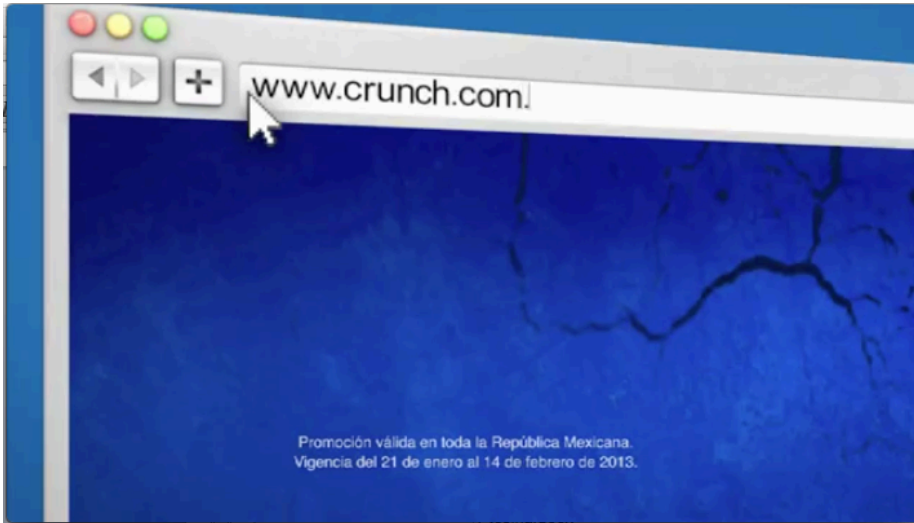 www.crunch.com.
Promoción válida en toda la República Mexicana.
Vigencia del 21 de enero al 14 de febrero de 2013.